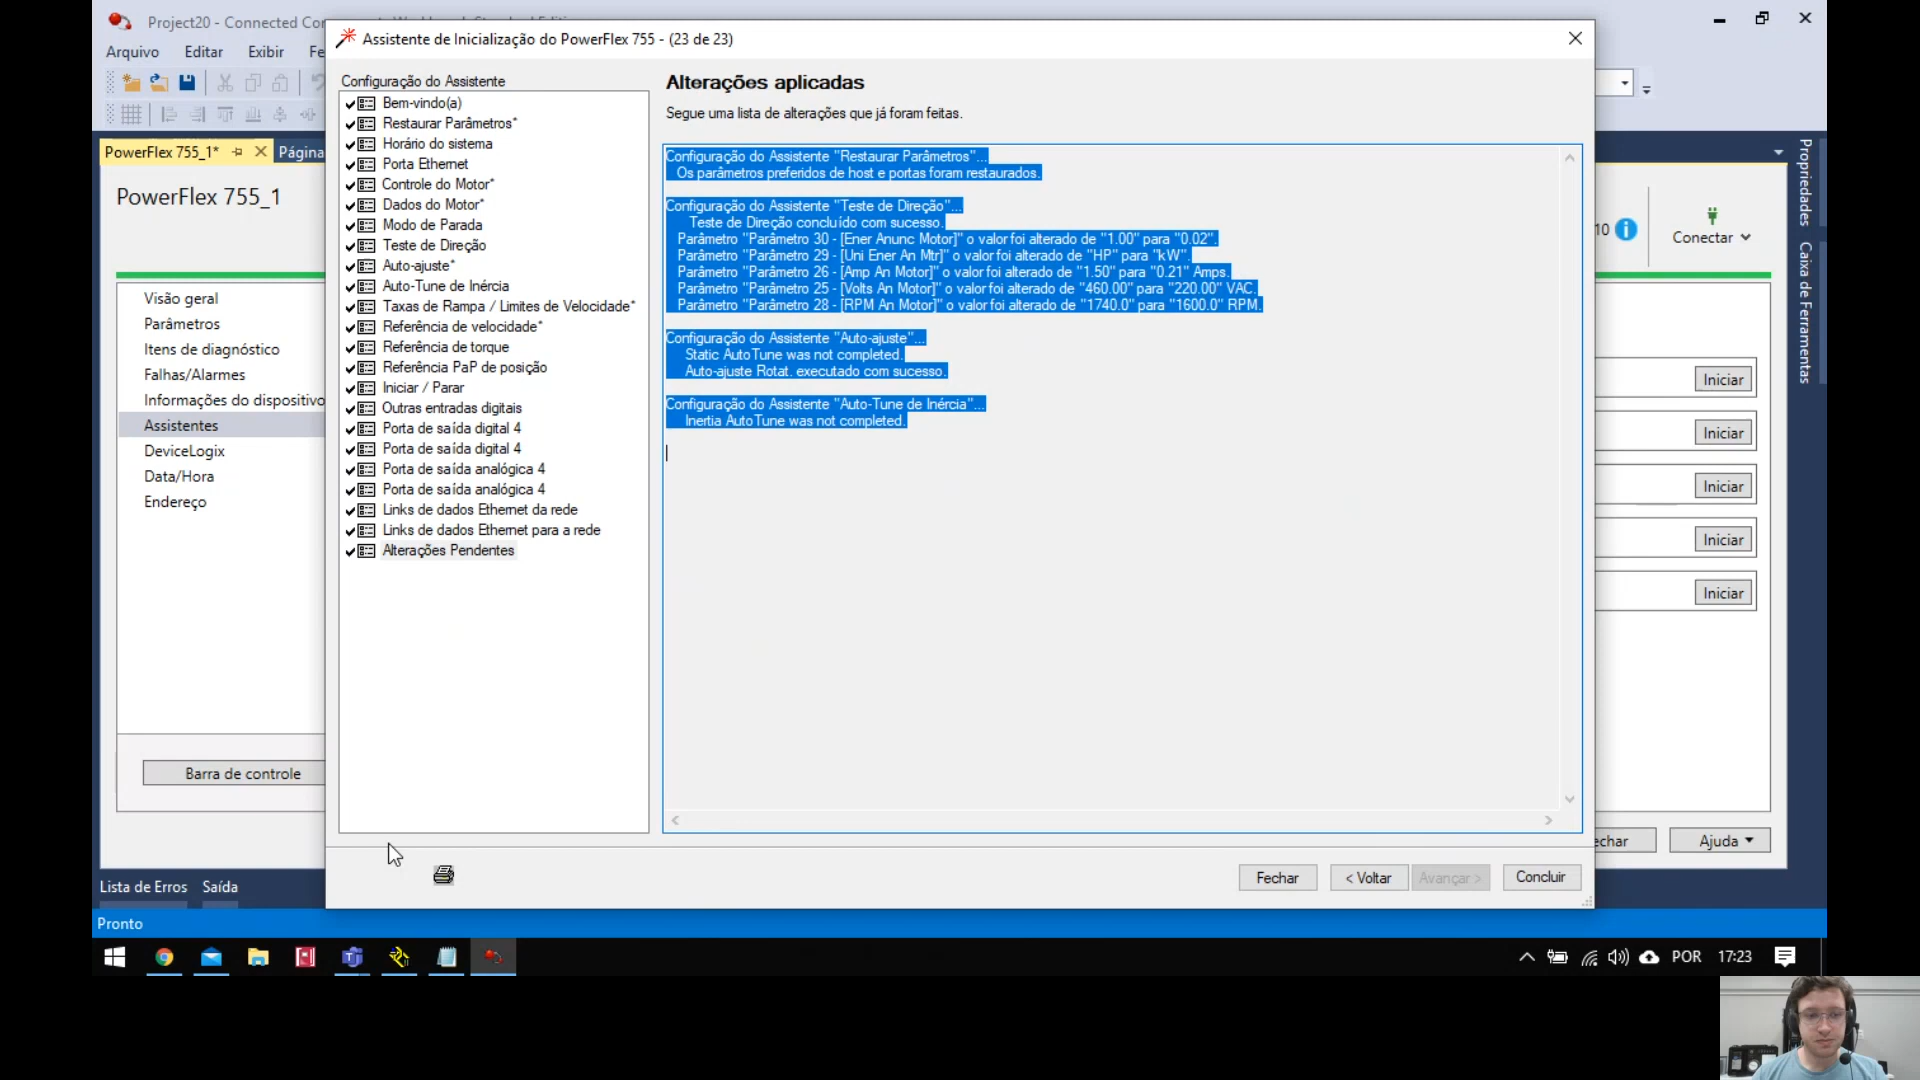 Project20 - Connected Co
Arquivo Editar Exibir Fe
Assistente de Inicialização do PowerFlex 755 - (23 de 23)
PowerFlex 755_1* Página
PowerFlex 755_1
Visão geral
Parâmetros
Itens de diagnóstico
Falhas/Alarmes
Informações do dispositivo
Assistentes
DeviceLogix
Data/Hora
Endereço
Barra de controle
Configuração do Assistente
Bem-vindo(a)
Restaurar Parâmetros*
Horário do sistema
Porta Ethernet
Controle do Motor*
Dados do Motor*
Modo de Parada
Teste de Direção
Auto-ajuste*
Auto-Tune de Inércia
Taxas de Rampa / Limites de Velocidade*
Referência de velocidade*
Referência de torque
Referência PaP de posição
Iniciar / Parar
Outras entradas digitais
Porta de saída digital 4
Porta de saída digital 4
Porta de saída analógica 4
Porta de saída analógica 4
Links de dados Ethernet da rede
Links de dados Ethernet para a rede
Alterações Pendentes
Alterações aplicadas
Segue uma lista de alterações que já foram feitas.
Configuração do Assistente "Restaurar Parâmetros"...
Os parâmetros preferidos de host e portas foram restaurados.
Configuração do Assistente "Teste de Direção"...
Teste de Direção concluído com sucesso.
Parâmetro "Parâmetro 30 - [Ener Anunc Motor]" o valor foi alterado de "1.00" para "0.02".
Parâmetro "Parâmetro 29 - [Uni Ener An Mtr]" o valor foi alterado de "HP" para "kW".
Parâmetro "Parâmetro 26 - [Amp An Motor]" o valor foi alterado de "1.50" para "0.21" Amps.
Parâmetro "Parâmetro 25 - [Volts An Motor]" o valor foi alterado de "460.00" para "220.00" VAC.
Parâmetro "Parâmetro 28 - [RPM An Motor]" o valor foi alterado de "1740.0" para "1600.0" RPM.
Configuração do Assistente "Auto-ajuste"...
Static AutoTune was not completed.
Auto-ajuste Rotat. executado com sucesso.
Configuração do Assistente "Auto-Tune de Inércia"...
Inertia AutoTune was not completed.
Fechar < Voltar Avançar > Concluir
10 Conectar
Iniciar
Iniciar
Iniciar
Iniciar
Iniciar
echar Ajuda
Propriedades
Caixa de Ferramentas
Lista de Erros Saída
Pronto
POR 17:23